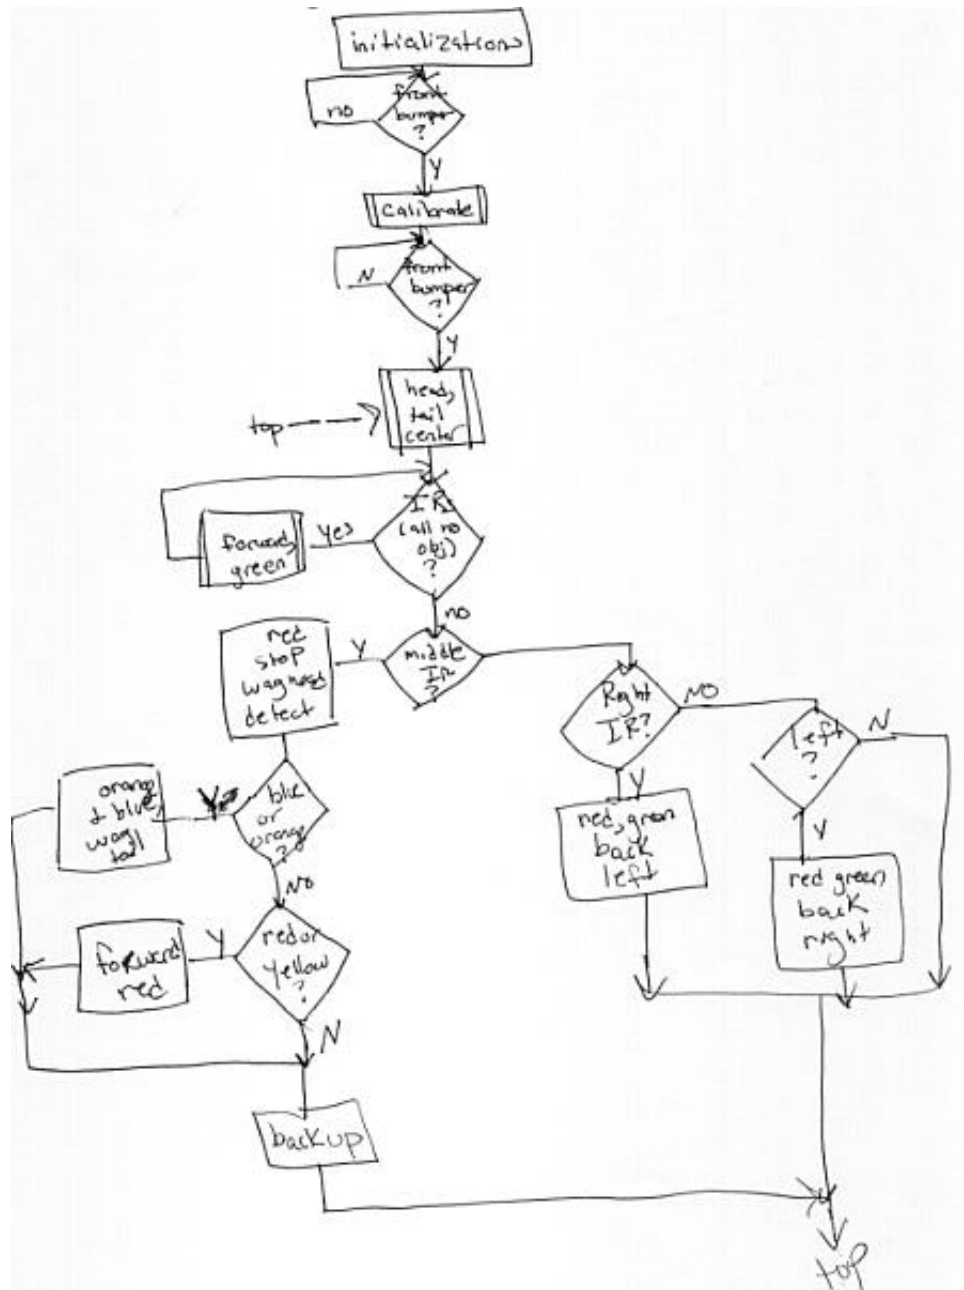 initializations
front
bumper
?
no
Y
Calibrate
front
bumper
?
N
Y
head,
tail
center
top
IRs
(all no
obj)
?
Yes
forward,
green
no
middle
IR
?
Y
red
stop
wag head
detect
Right
IR?
NO
left
?
N
Y
red, green
back
left
Y
red green
back
right
blue
or
orange
?
Y
orange
& blue,
wag
tail
NO
red or
yellow
?
Y
forward
red
N
backup
top